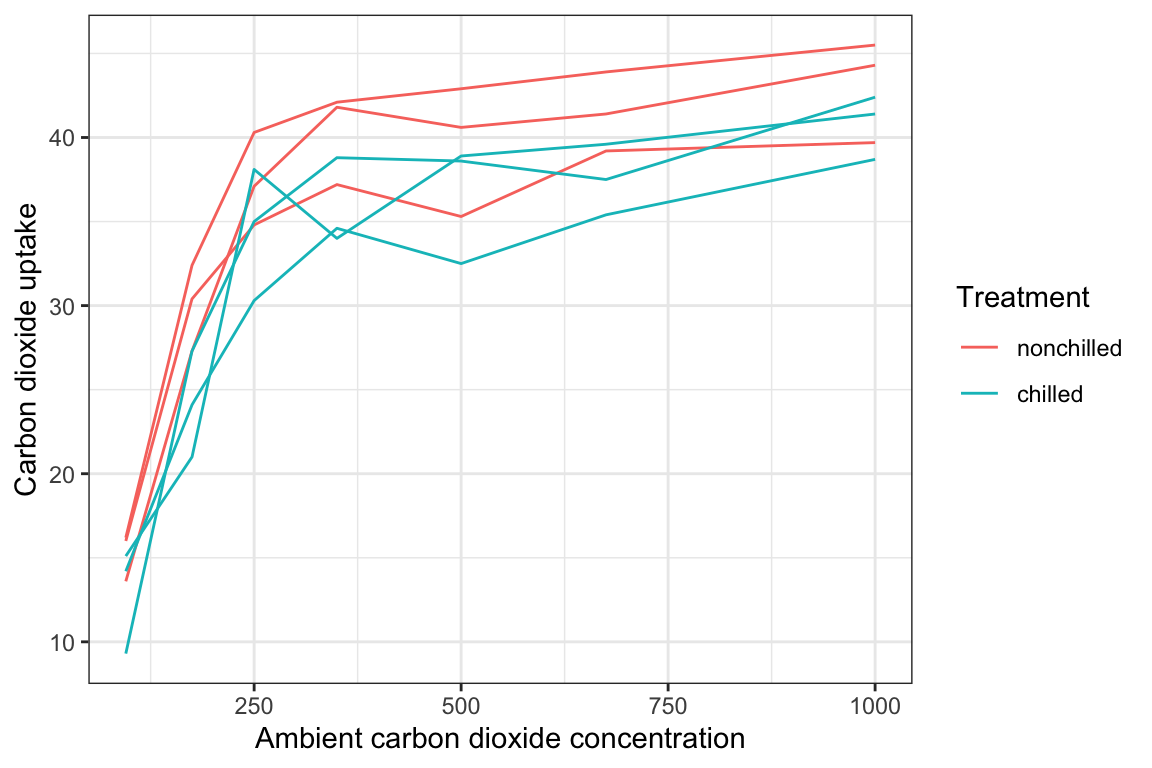 40
30
20
10
Carbon dioxide uptake
250 500 750 1000
Ambient carbon dioxide concentration
Treatment
nonchilled
chilled